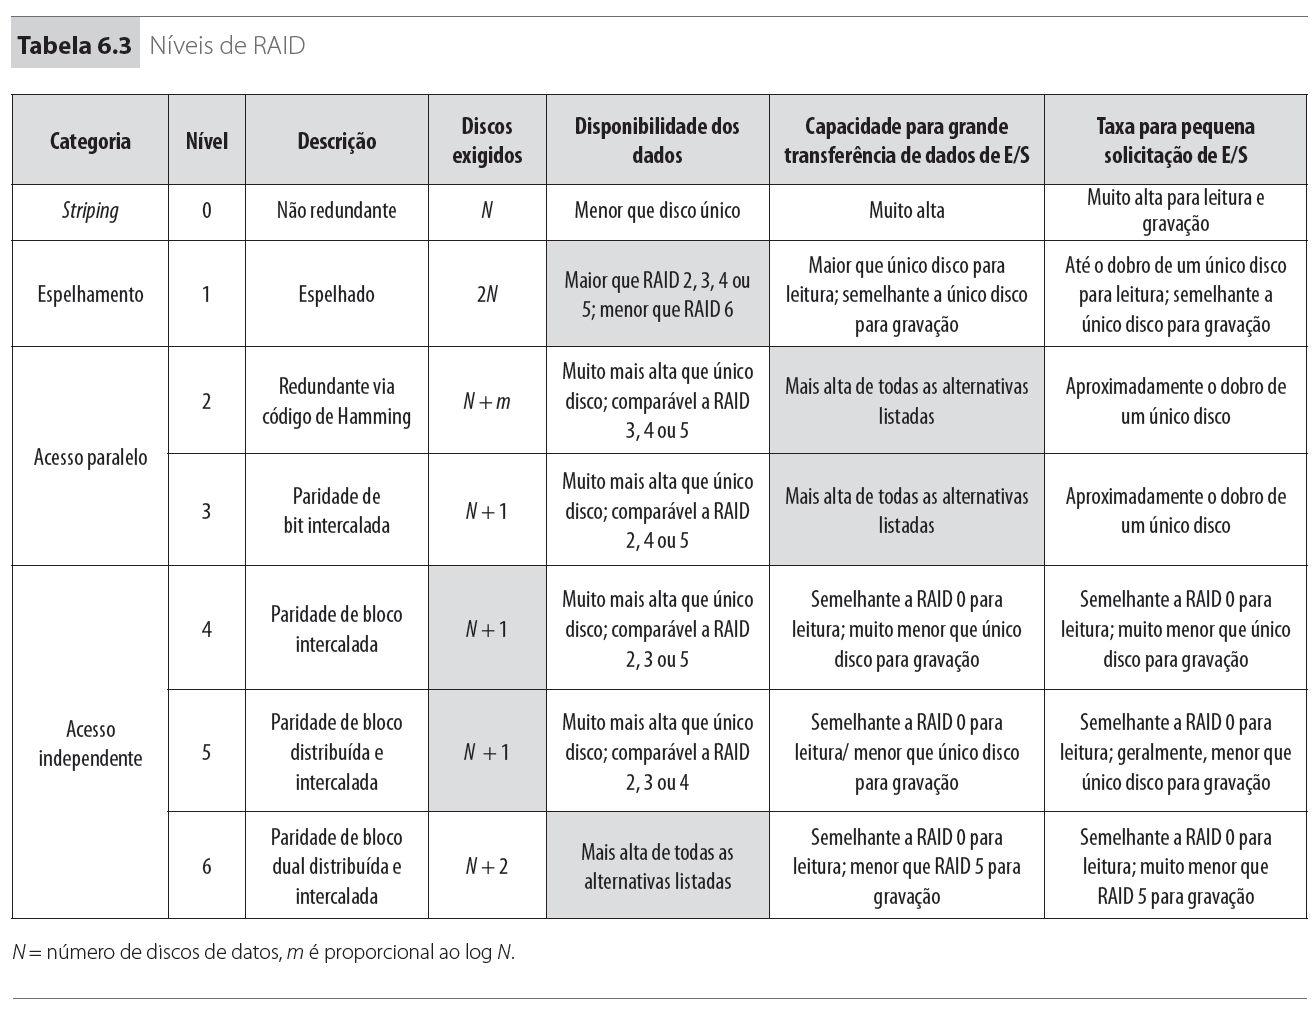 Tabela 6.3 Níveis de RAID
Categoria
Nível
Descrição
Discos
exigidos
Disponibilidade dos
dados
Capacidade para grande
transferência de dados de E/S
Taxa para pequena
solicitação de E/S
Striping
0
Não redundante
N
Menor que disco único
Muito alta
Muito alta para leitura e
gravação
Espelhamento
1
Espelhado
2N
Maior que RAID 2, 3, 4 ou
5; menor que RAID 6
Maior que único disco para
leitura; semelhante a único disco
para gravação
Até o dobro de um único disco
para leitura; semelhante a
único disco para gravação
Acesso paralelo
2
Redundante via
código de Hamming
N + m
Muito mais alta que único
disco; comparável a RAID
3, 4 ou 5
Mais alta de todas as alternativas
listadas
Aproximadamente o dobro de
um único disco
3
Paridade de
bit intercalada
N + 1
Muito mais alta que único
disco; comparável a RAID
2, 4 ou 5
Mais alta de todas as alternativas
listadas
Aproximadamente o dobro de
um único disco
Acesso
independente
4
Paridade de bloco
intercalada
N + 1
Muito mais alta que único
disco; comparável a RAID
2, 3 ou 5
Semelhante a RAID 0 para
leitura; muito menor que único
disco para gravação
Semelhante a RAID 0 para
leitura; muito menor que único
disco para gravação
5
Paridade de bloco
distribuída e
intercalada
N + 1
Muito mais alta que único
disco; comparável a RAID
2, 3 ou 4
Semelhante a RAID 0 para
leitura/ menor que único disco
para gravação
Semelhante a RAID 0 para
leitura; geralmente, menor que
único disco para gravação
6
Paridade de bloco
dual distribuída e
intercalada
N + 2
Mais alta de todas as
alternativas listadas
Semelhante a RAID 0 para
leitura; menor que RAID 5 para
gravação
Semelhante a RAID 0 para
leitura; muito menor que
RAID 5 para gravação
N = número de discos de datos, m é proporcional ao log N.